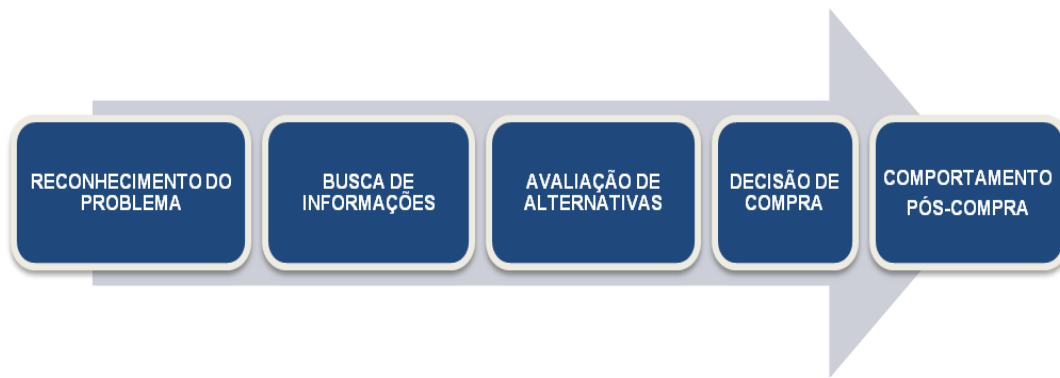 RECONHECIMENTO DO
PROBLEMA
BUSCA DE
INFORMAÇÕES
AVALIAÇÃO DE
ALTERNATIVAS
DECISÃO DE
COMPRA
COMPORTAMENTO
PÓS-COMPRA